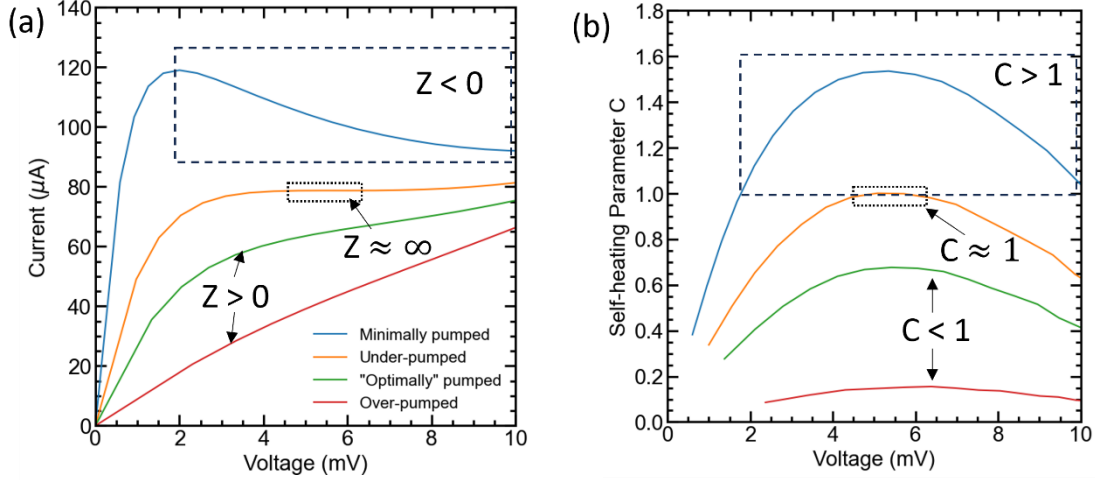 (a)
140
120
100
80
60
40
20
0
Current (μA)
Z < 0
Z ≈ ∞
Z > 0
Minimally pumped
Under-pumped
"Optimally" pumped
Over-pumped
0 2 4 6 8 10
Voltage (mV)
(b)
1.8
1.6
1.4
1.2
1.0
0.8
0.6
0.4
0.2
0.0
Self-heating Parameter C
C > 1
C ≈ 1
C < 1
0 2 4 6 8 10
Voltage (mV)